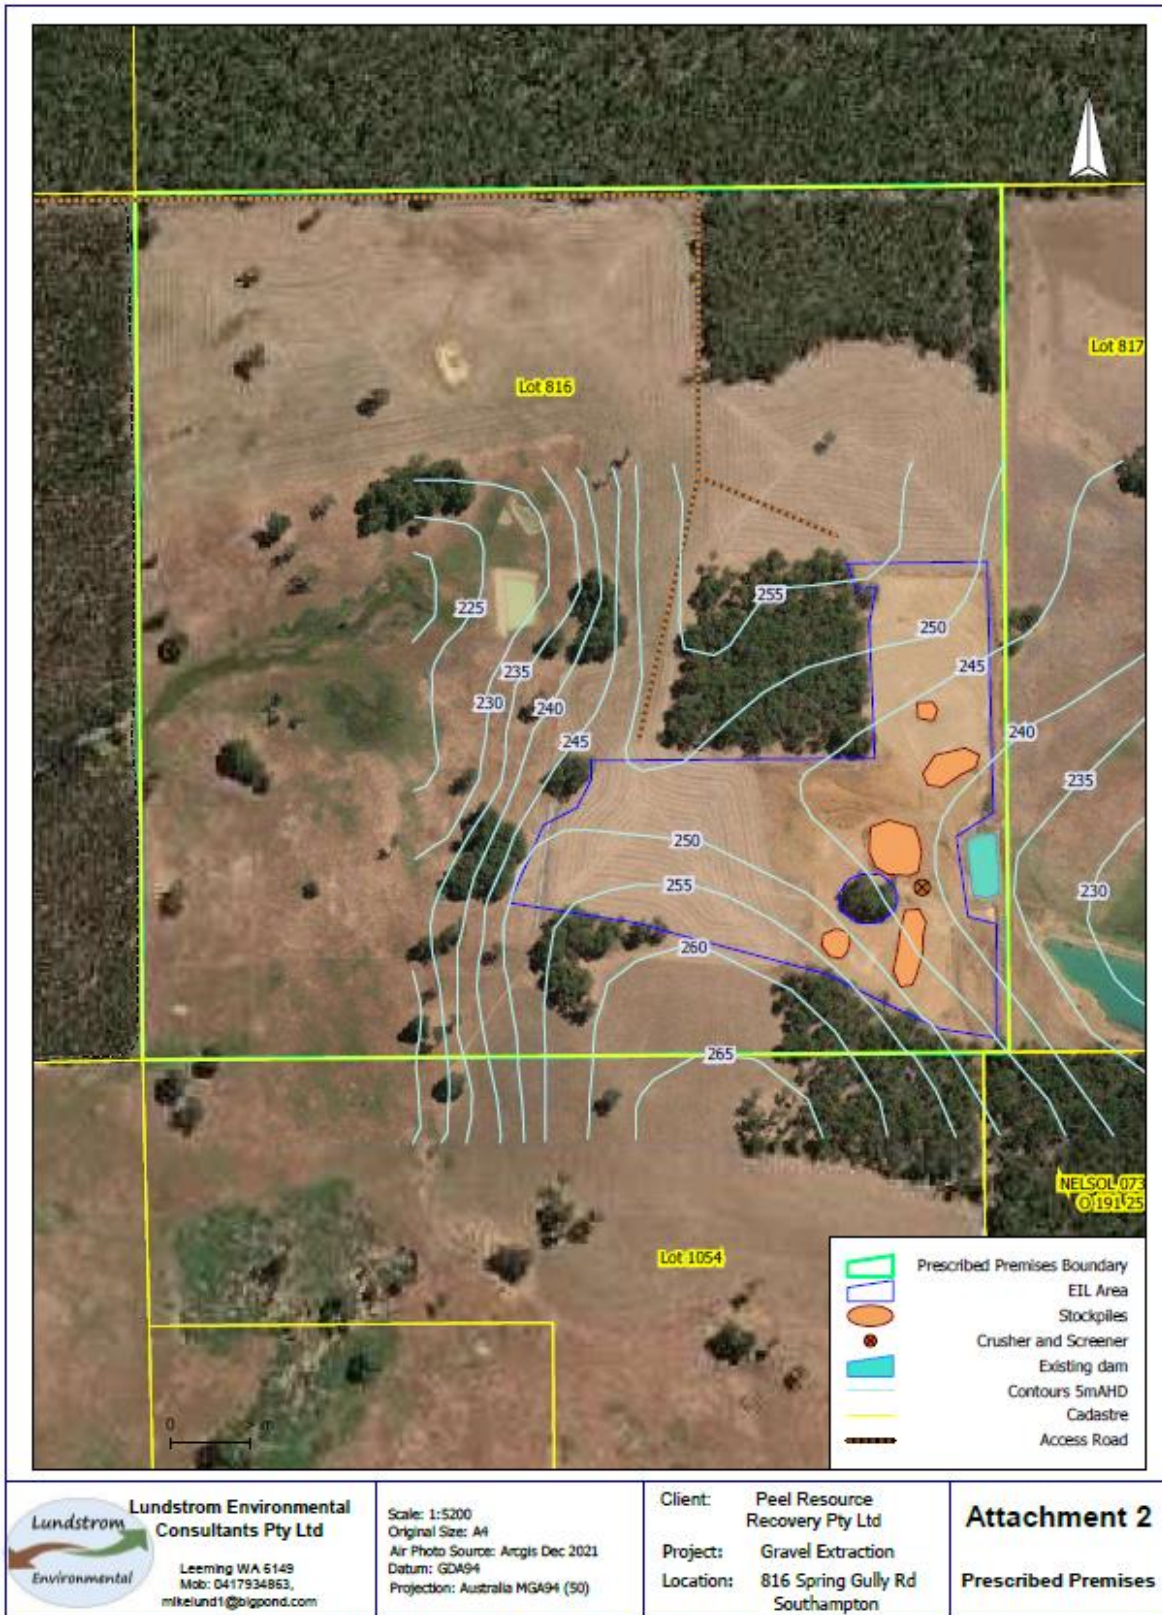 Lot 816
Lot 817
255
250
225
245
235
230
240
240
245
235
250
255
230
260
265
NELSOL 073
O 191 25
Lot 1054
Prescribed Premises Boundary
EIL Area
Stockpiles
Crusher and Screener
Existing dam
Contours 5mAHD
Cadastre
Access Road
0
m
Lundstrom
Environmental
Lundstrom Environmental
Consultants Pty Ltd
Leeming WA 6149
Mob: 0417934863,
mikelund1@bigpond.com
Scale: 1:5200
Original Size: A4
Air Photo Source: Arcgis Dec 2021
Datum: GDA94
Projection: Australia MGA94 (50)
Client: Peel Resource
Recovery Pty Ltd
Project: Gravel Extraction
Location: 816 Spring Gully Rd
Southampton
Attachment 2
Prescribed Premises